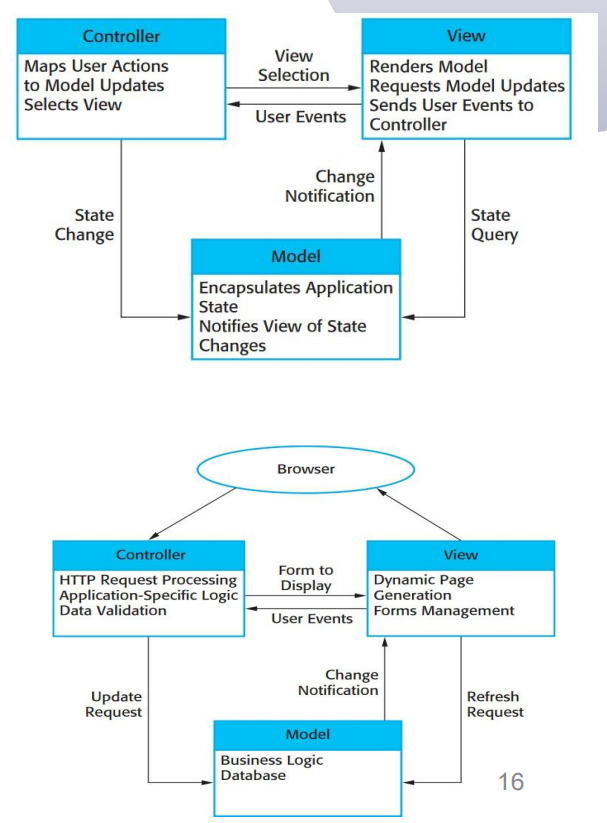 Controller
Maps User Actions
to Model Updates
Selects View
View
Selection
User Events
View
Renders Model
Requests Model Updates
Sends User Events to
Controller
State
Change
Change
Notification
State
Query
Model
Encapsulates Application
State
Notifies View of State
Changes
Browser
Controller
HTTP Request Processing
Application-Specific Logic
Data Validation
Form to
Display
User Events
View
Dynamic Page
Generation
Forms Management
Update
Request
Change
Notification
Refresh
Request
Model
Business Logic
Database
16